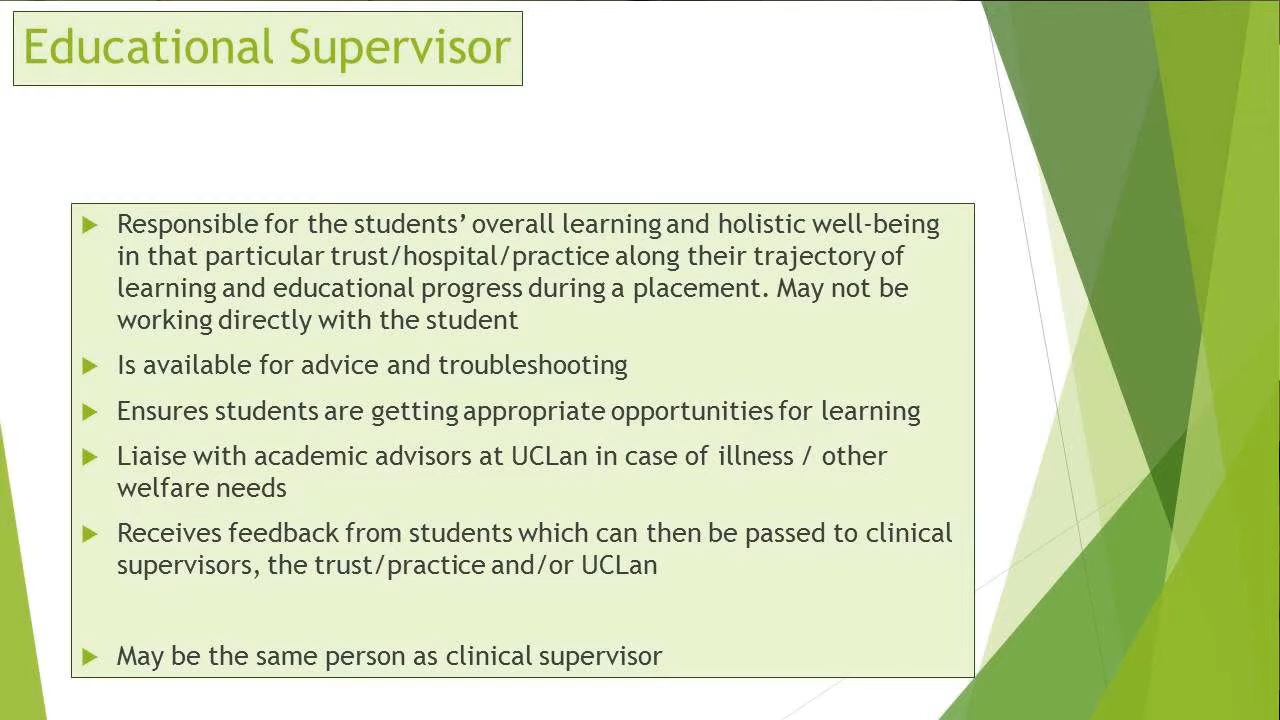 Educational Supervisor
Responsible for the students’ overall learning and holistic well-being
in that particular trust/hospital/practice along their trajectory of
learning and educational progress during a placement. May not be
working directly with the student
Is available for advice and troubleshooting
Ensures students are getting appropriate opportunities for learning
Liaise with academic advisors at UCLan in case of illness / other
welfare needs
Receives feedback from students which can then be passed to clinical
supervisors, the trust/practice and/or UCLan
May be the same person as clinical supervisor